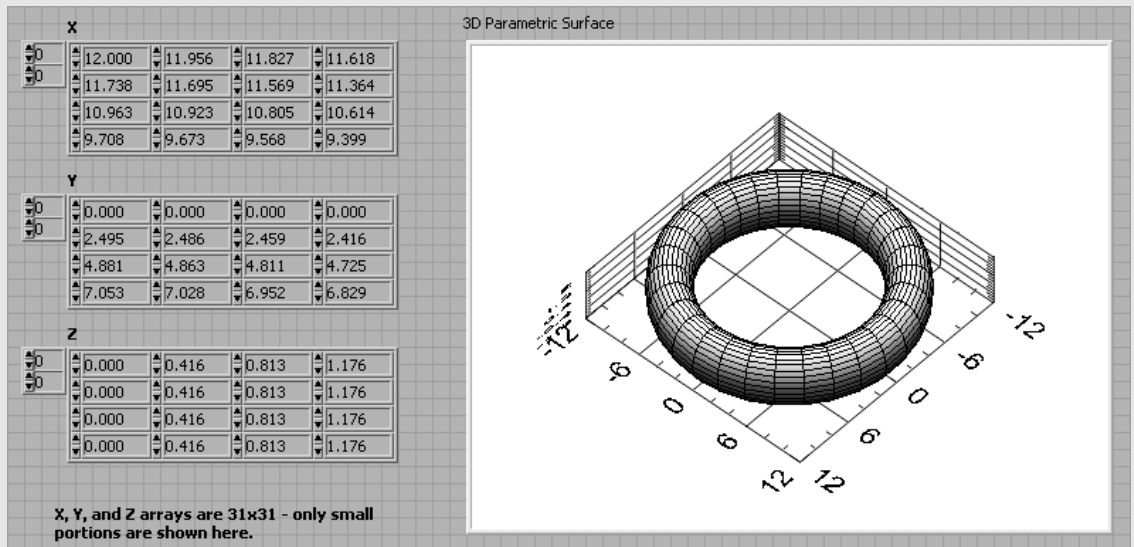 X
0
0
12.000 11.956 11.827 11.618
11.738 11.695 11.569 11.364
10.963 10.923 10.805 10.614
9.708 9.673 9.568 9.399
Y
0
0
0.000 0.000 0.000 0.000
2.495 2.486 2.459 2.416
4.881 4.863 4.811 4.725
7.053 7.028 6.952 6.829
Z
0
0
0.000 0.416 0.813 1.176
0.000 0.416 0.813 1.176
0.000 0.416 0.813 1.176
0.000 0.416 0.813 1.176
X, Y, and Z arrays are 31x31 - only small
portions are shown here.
3D Parametric Surface
-12
-6
0
6
12
12
6
0
-6
-12